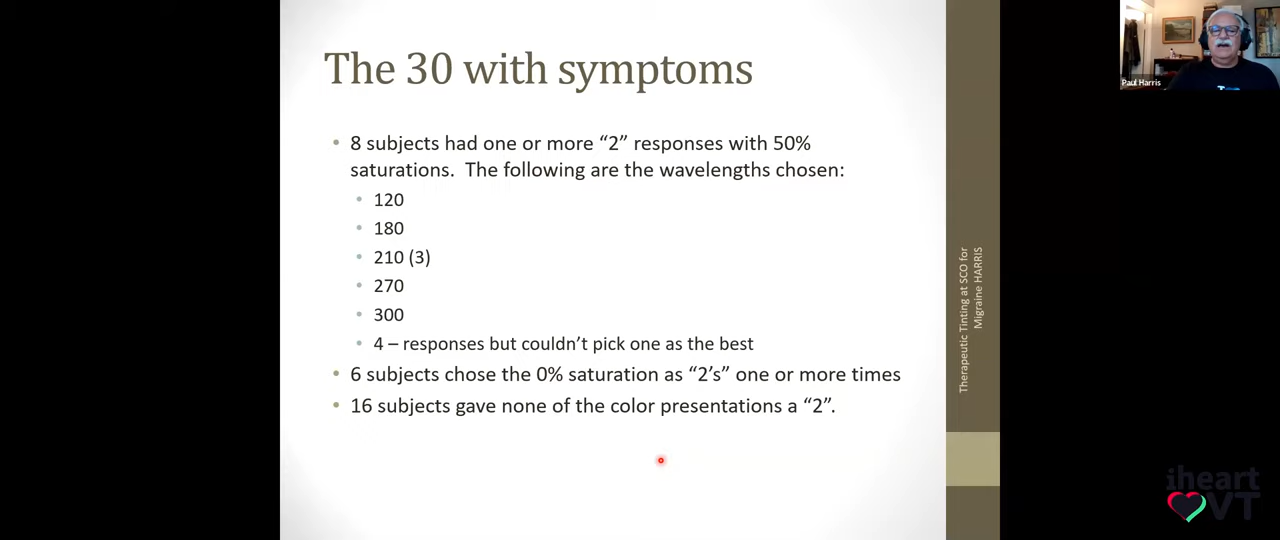 The 30 with symptoms
8 subjects had one or more “2” responses with 50%
saturations. The following are the wavelengths chosen:
120
180
210 (3)
270
300
4 – responses but couldn’t pick one as the best
6 subjects chose the 0% saturation as “2’s” one or more times
16 subjects gave none of the color presentations a “2”.
Therapeutic Tinting at SCO for
Migraine HARRIS
Paul Harris
iheart
VT